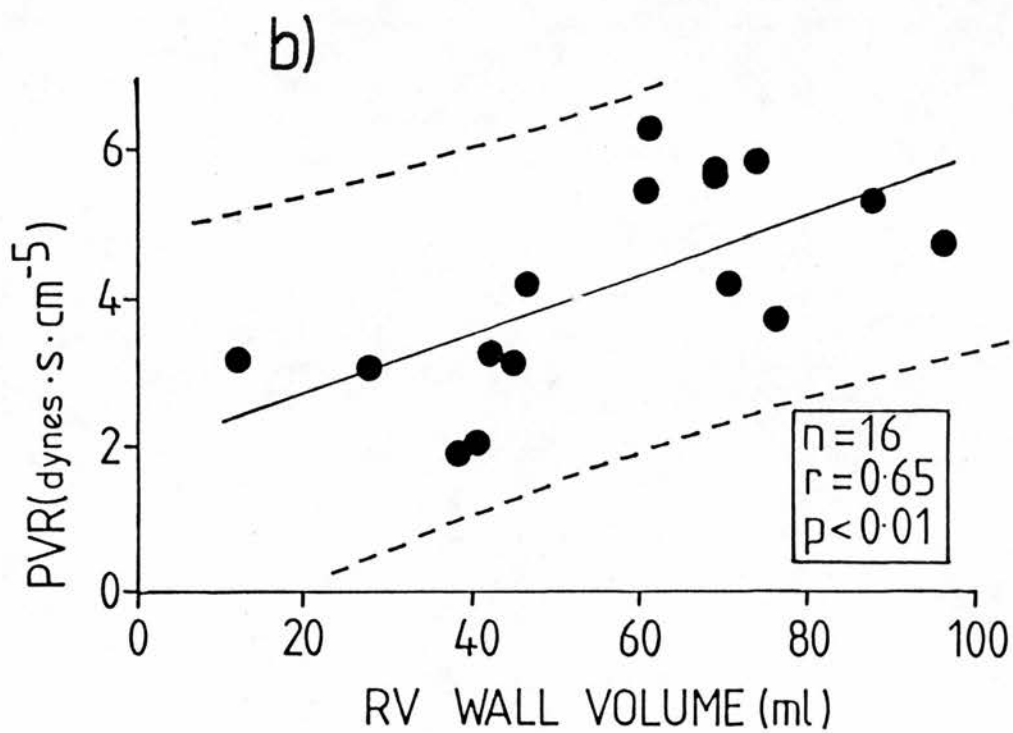 b)
PVR(dynes·s·cm⁻⁵)
6
4
2
0
0 20 40 60 80 100
RV WALL VOLUME (ml)
n=16
r=0·65
p<0·01